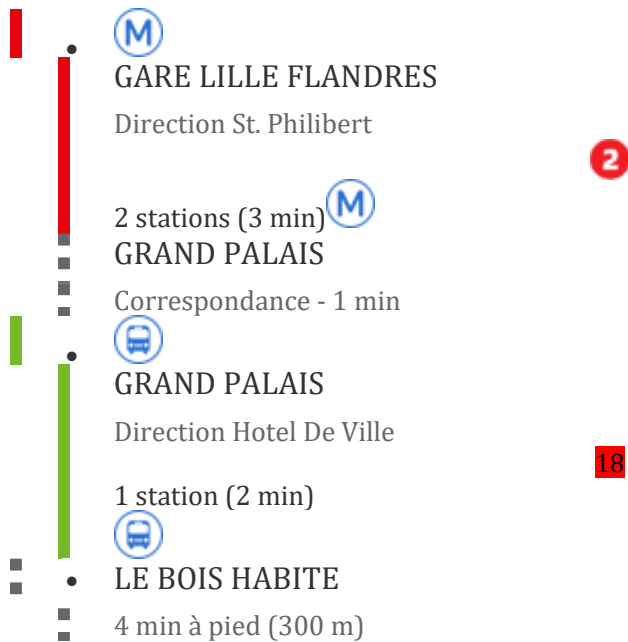 M
GARE LILLE FLANDRES
Direction St. Philibert
2
2 stations (3 min) M
GRAND PALAIS
Correspondance - 1 min
GRAND PALAIS
Direction Hotel De Ville
18
1 station (2 min)
LE BOIS HABITE
4 min à pied (300 m)